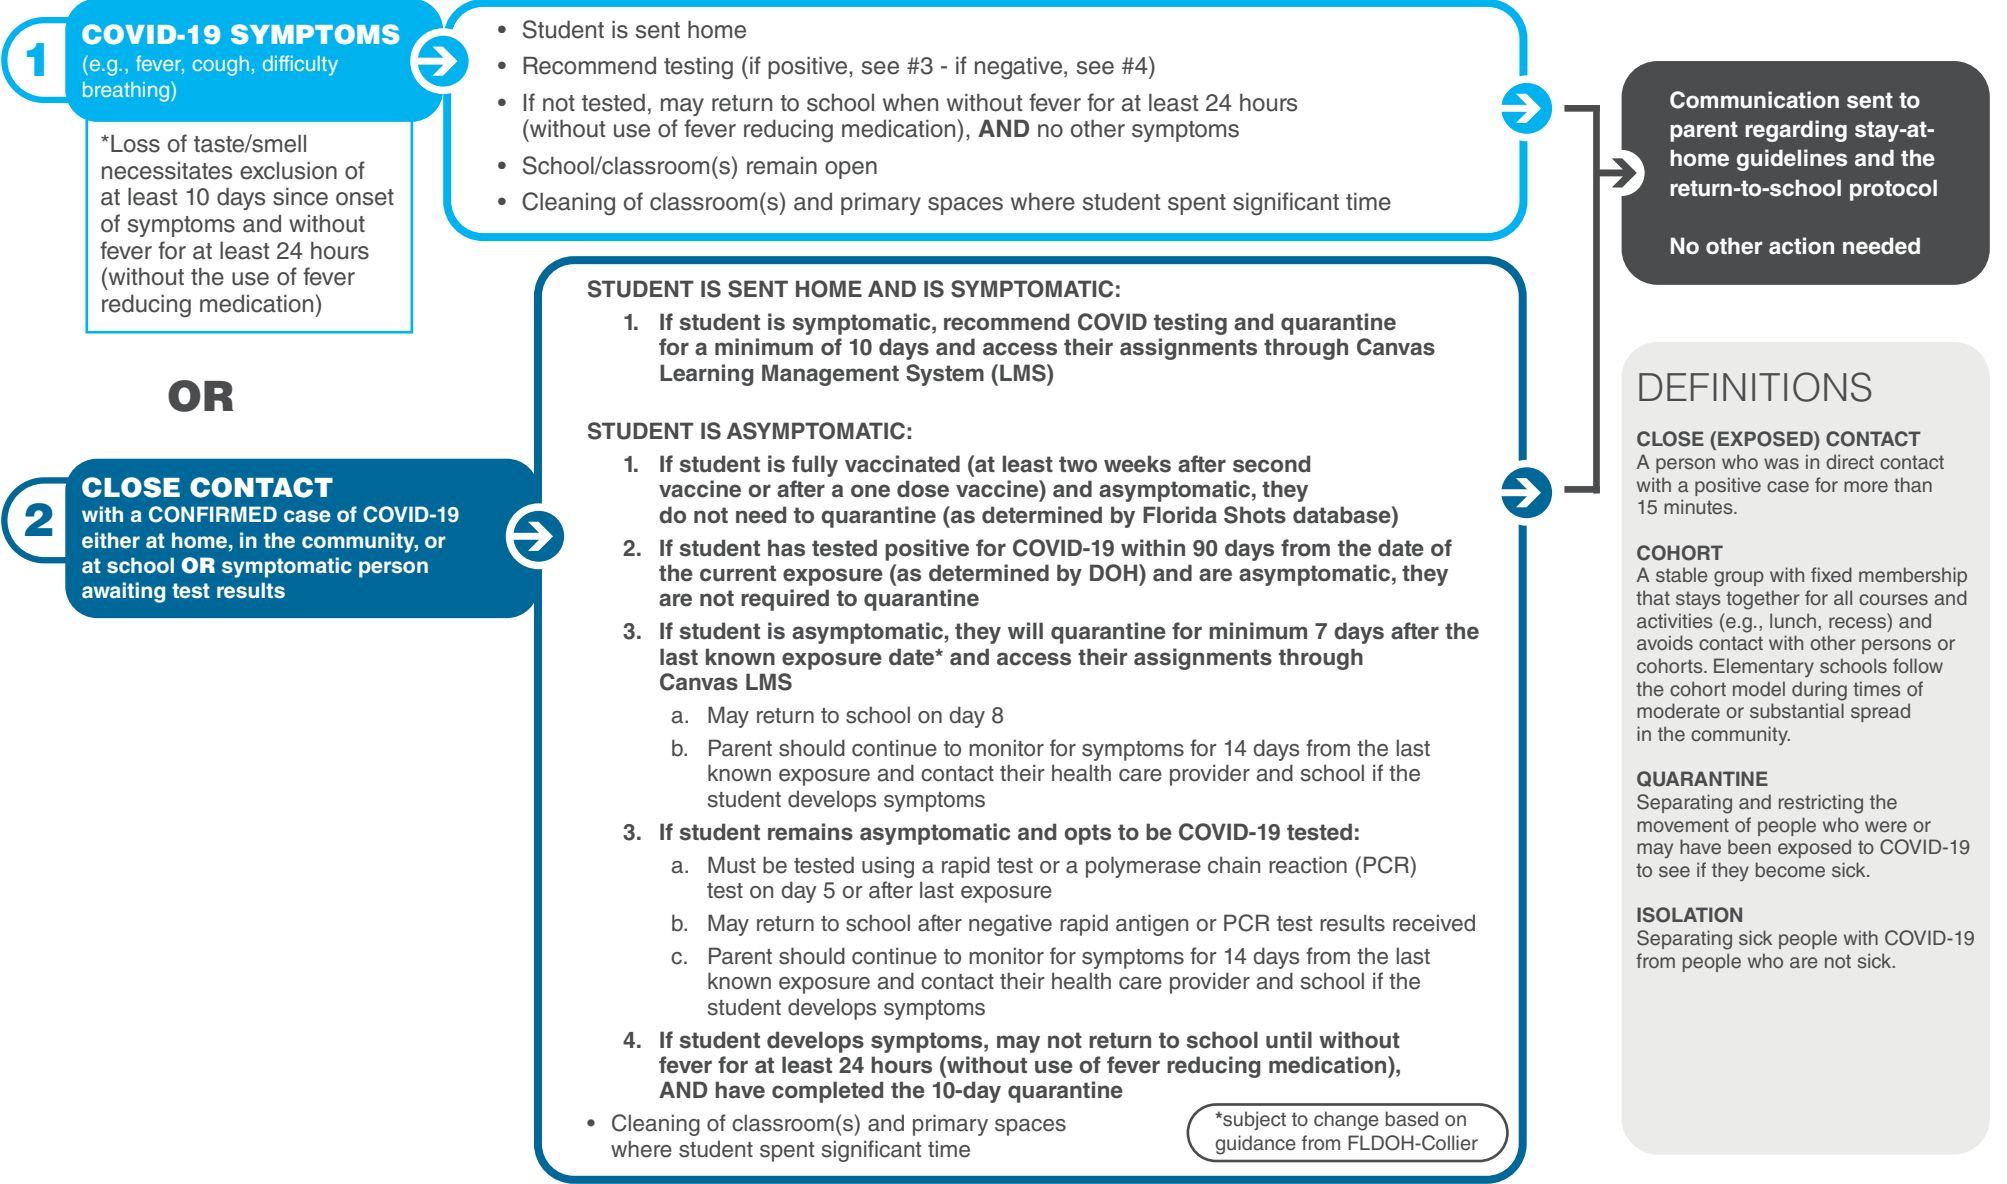 1
COVID-19 SYMPTOMS
(e.g., fever, cough, difficulty
breathing)
*Loss of taste/smell
necessitates exclusion of
at least 10 days since onset
of symptoms and without
fever for at least 24 hours
(without the use of fever
reducing medication)
• Student is sent home
• Recommend testing (if positive, see #3 - if negative, see #4)
• If not tested, may return to school when without fever for at least 24 hours
(without use of fever reducing medication), AND no other symptoms
• School/classroom(s) remain open
• Cleaning of classroom(s) and primary spaces where student spent significant time
OR
2
CLOSE CONTACT
with a CONFIRMED case of COVID-19
either at home, in the community, or
at school OR symptomatic person
awaiting test results
STUDENT IS SENT HOME AND IS SYMPTOMATIC:
1. If student is symptomatic, recommend COVID testing and quarantine
for a minimum of 10 days and access their assignments through Canvas
Learning Management System (LMS)
STUDENT IS ASYMPTOMATIC:
1. If student is fully vaccinated (at least two weeks after second
vaccine or after a one dose vaccine) and asymptomatic, they
do not need to quarantine (as determined by Florida Shots database)
2. If student has tested positive for COVID-19 within 90 days from the date of
the current exposure (as determined by DOH) and are asymptomatic, they
are not required to quarantine
3. If student is asymptomatic, they will quarantine for minimum 7 days after the
last known exposure date* and access their assignments through
Canvas LMS
a. May return to school on day 8
b. Parent should continue to monitor for symptoms for 14 days from the last
known exposure and contact their health care provider and school if the
student develops symptoms
3. If student remains asymptomatic and opts to be COVID-19 tested:
a. Must be tested using a rapid test or a polymerase chain reaction (PCR)
test on day 5 or after last exposure
b. May return to school after negative rapid antigen or PCR test results received
c. Parent should continue to monitor for symptoms for 14 days from the last
known exposure and contact their health care provider and school if the
student develops symptoms
4. If student develops symptoms, may not return to school until without
fever for at least 24 hours (without use of fever reducing medication),
AND have completed the 10-day quarantine
• Cleaning of classroom(s) and primary spaces
where student spent significant time
*subject to change based on
guidance from FLDOH-Collier
Communication sent to
parent regarding stay-at-
home guidelines and the
return-to-school protocol
No other action needed
DEFINITIONS
CLOSE (EXPOSED) CONTACT
A person who was in direct contact
with a positive case for more than
15 minutes.
COHORT
A stable group with fixed membership
that stays together for all courses and
activities (e.g., lunch, recess) and
avoids contact with other persons or
cohorts. Elementary schools follow
the cohort model during times of
moderate or substantial spread
in the community.
QUARANTINE
Separating and restricting the
movement of people who were or
may have been exposed to COVID-19
to see if they become sick.
ISOLATION
Separating sick people with COVID-19
from people who are not sick.